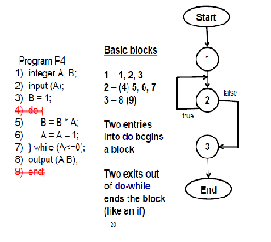 Program P4
1) integer A, B;
2) input (A);
3) B = 1;
4) do {
5) B = B * A;
6) A = A – 1;
7) } while (A<=0);
8) output (A,B);
9) end
Basic blocks
1 – 1, 2, 3
2 – (4) 5, 6, 7
3 – 8 (9)
Two entries
into do begins
a block
Two exits out
of dowhile
ends the block
(like an if)
20
Start
1
2
false
true
3
End